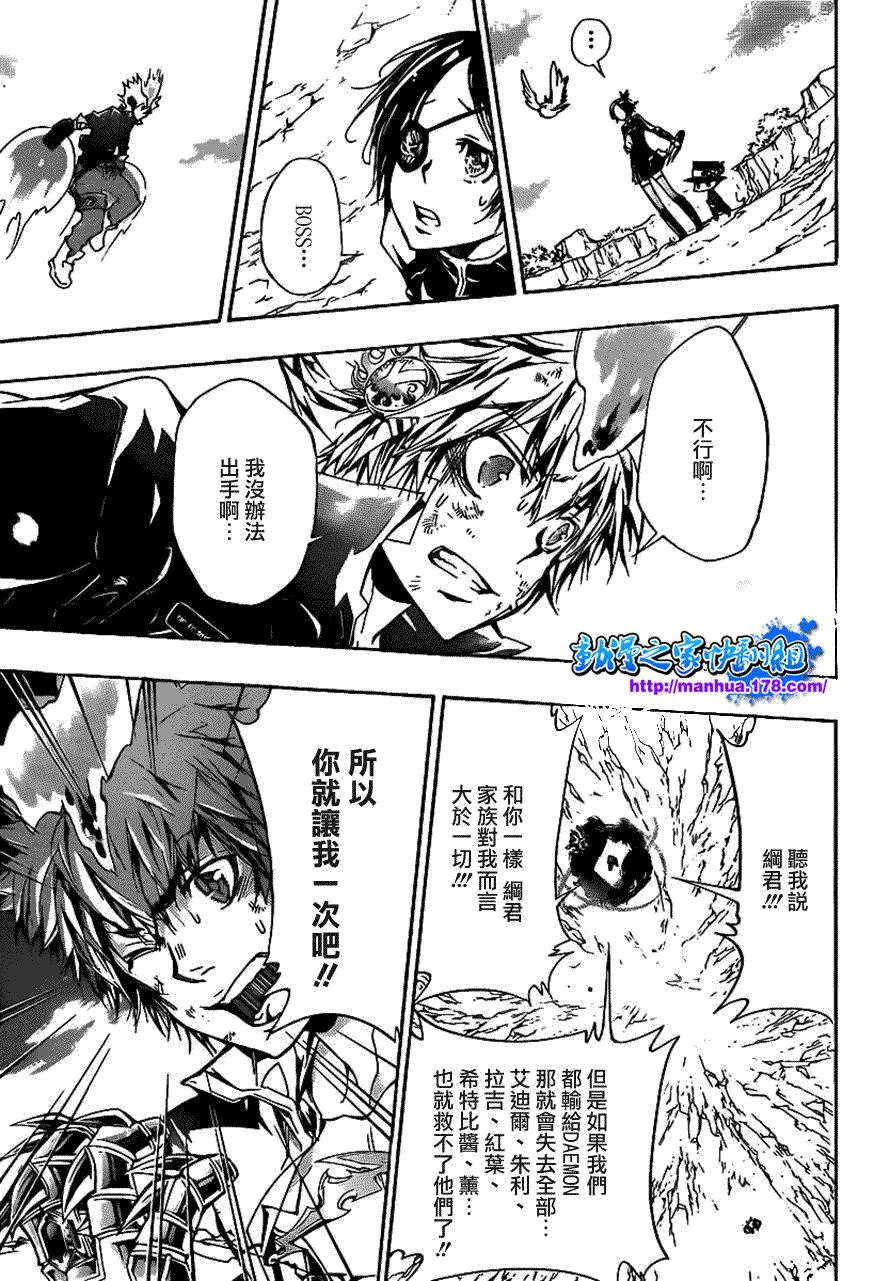 …
BOSS…
不行啊…
我沒辦法
出手啊…
動漫之家快翻組
http://manhua.178.com/
聽我說
綱君!!!
和你一樣 綱君
家族對我而言
大於一切!!!
但是如果我們
都輸給DAEMON
那就會失去全部…
艾迪爾、朱利、
拉吉、紅葉、
希特比醬、薰…
也就救不了他們了!!
所以
你就讓我一次吧!!